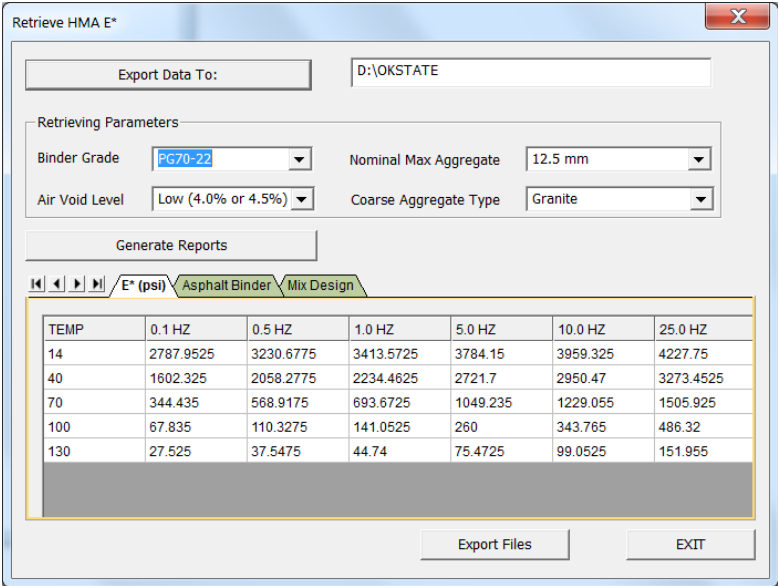 Retrieve HMA E*
X
Export Data To: D:\OKSTATE
Retrieving Parameters
Binder Grade PG70-22 Nominal Max Aggregate 12.5 mm
Air Void Level Low (4.0% or 4.5%) Coarse Aggregate Type Granite
Generate Reports
E* (psi) Asphalt Binder Mix Design
TEMP 0.1 HZ 0.5 HZ 1.0 HZ 5.0 HZ 10.0 HZ 25.0 HZ
14 2787.9525 3230.6775 3413.5725 3784.15 3959.325 4227.75
40 1602.325 2058.2775 2234.4625 2721.7 2950.47 3273.4525
70 344.435 568.9175 693.6725 1049.235 1229.055 1505.925
100 67.835 110.3275 141.0525 260 343.765 486.32
130 27.525 37.5475 44.74 75.4725 99.0525 151.955
Export Files EXIT